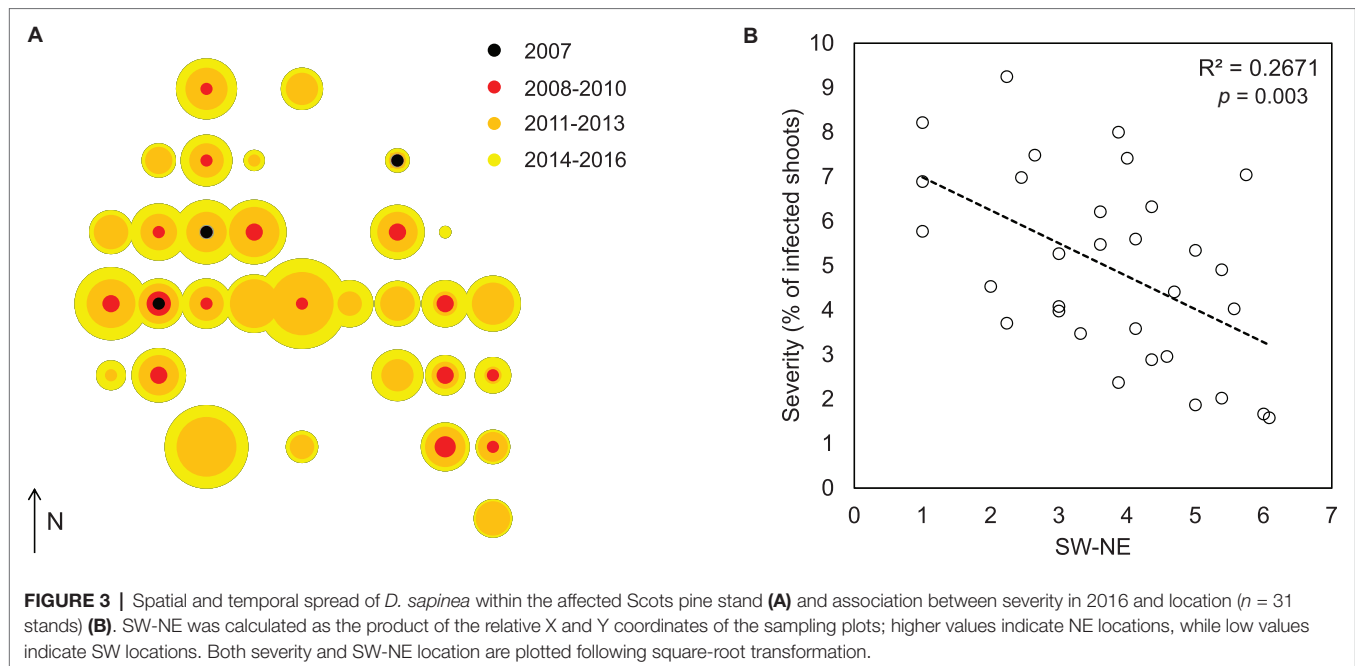 A
2007
2008-2010
2011-2013
2014-2016
N
B
R² = 0.2671
p = 0.003
Severity (% of infected shoots)
10
9
8
7
6
5
4
3
2
1
0
0 1 2 3 4 5 6 7
SW-NE
FIGURE 3 | Spatial and temporal spread of D. sapinea within the affected Scots pine stand (A) and association between severity in 2016 and location (n = 31
stands) (B). SW-NE was calculated as the product of the relative X and Y coordinates of the sampling plots; higher values indicate NE locations, while low values
indicate SW locations. Both severity and SW-NE location are plotted following square-root transformation.